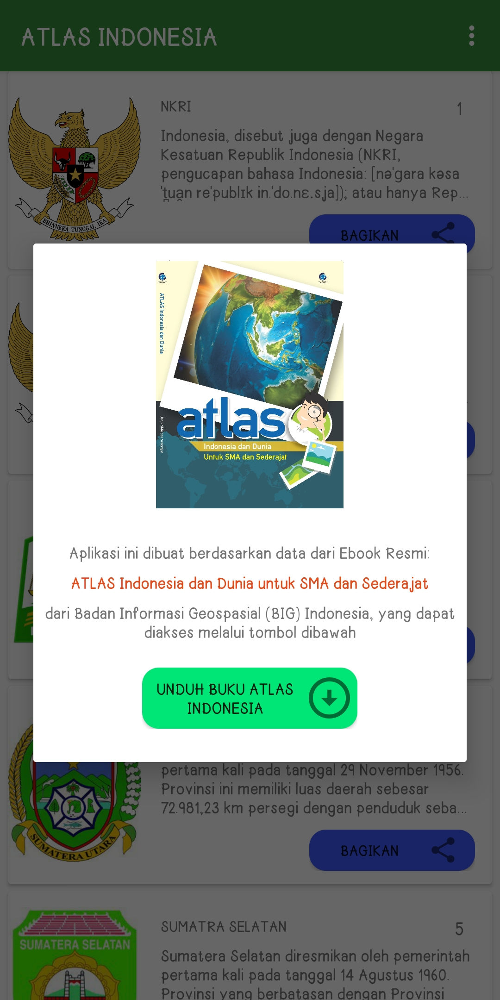 ATLAS INDONESIA
NKRI
1
Indonesia, disebut juga dengan Negara
Kesatuan Republik Indonesia (NKRI,
pengucapan bahasa Indonesia: [nəˈgara kəsa
ˈt̪u̯an reˈpublɪk in.ˈdo.nɛ.sja]); atau hanya Rep...
BHINNEKA TUNGGAL IKA
BAGIKAN
ATLAS Indonesia dan Dunia
Untuk SMA dan Sederajat
atlas
Indonesia dan Dunia
Untuk SMA dan Sederajat
Aplikasi ini dibuat berdasarkan data dari Ebook Resmi:
ATLAS Indonesia dan Dunia untuk SMA dan Sederajat
dari Badan Informasi Geospasial (BIG) Indonesia, yang dapat
diakses melalui tombol dibawah
UNDUH BUKU ATLAS
INDONESIA
pertama kali pada tanggal 29 November 1956.
Provinsi ini memiliki luas daerah sebesar
72.981,23 km persegi dengan penduduk seba...
SUMATERA UTARA
BAGIKAN
SUMATRA SELATAN
5
SUMATERA SELATAN
Sumatera Selatan diresmikan oleh pemerintah
pertama kali pada tanggal 14 Agustus 1960.
Provinsi yang berbatasan dengan Provinsi